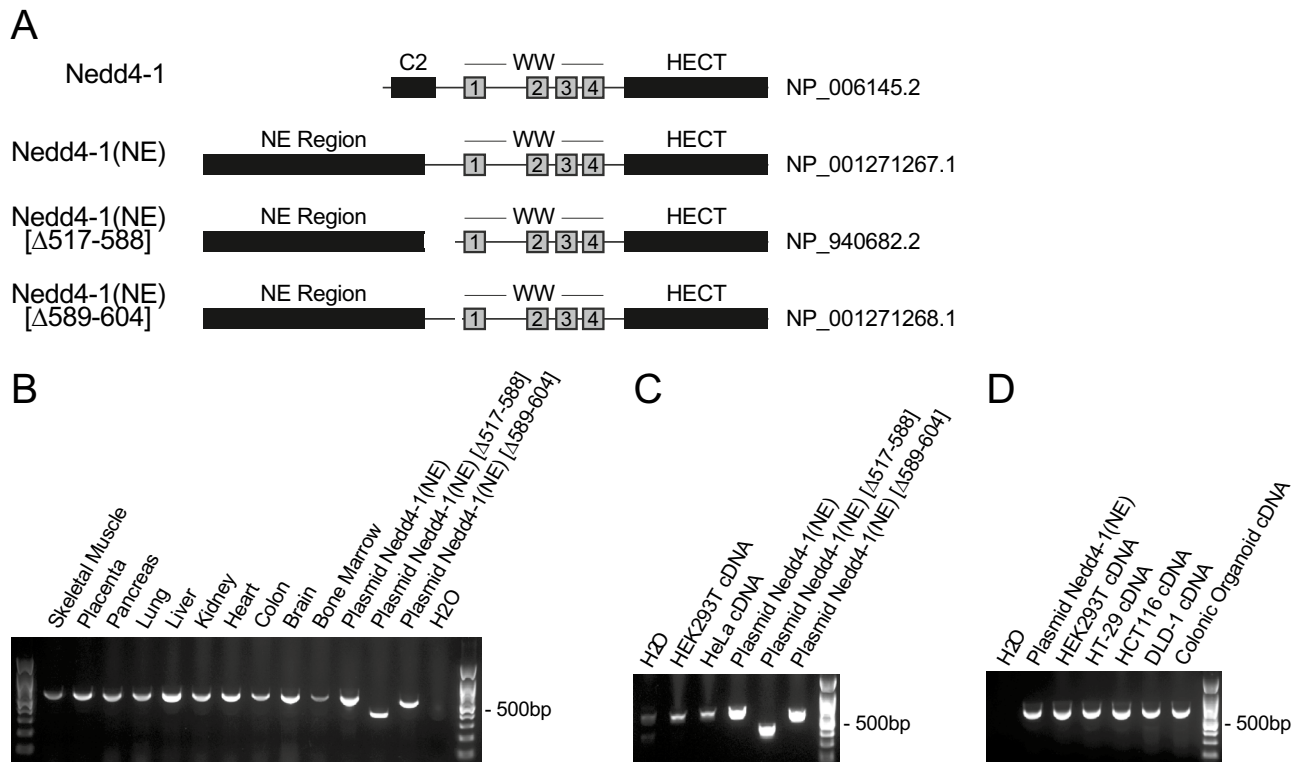 A
Nedd4-1
C2
WW
HECT
1
2
3
4
NP_006145.2
Nedd4-1(NE)
NE Region
WW
HECT
1
2
3
4
NP_001271267.1
Nedd4-1(NE)
[Δ517-588]
NE Region
WW
HECT
1
2
3
4
NP_940682.2
Nedd4-1(NE)
[Δ589-604]
NE Region
WW
HECT
1
2
3
4
NP_001271268.1
B
Skeletal Muscle
Placenta
Pancreas
Lung
Liver
Kidney
Heart
Colon
Brain
Bone Marrow
Plasmid Nedd4-1(NE)
Plasmid Nedd4-1(NE) [Δ517-588]
Plasmid Nedd4-1(NE) [Δ589-604]
H2O
- 500bp
C
H2O
HEK293T cDNA
HeLa cDNA
Plasmid Nedd4-1(NE)
Plasmid Nedd4-1(NE) [Δ517-588]
Plasmid Nedd4-1(NE) [Δ589-604]
- 500bp
D
H2O
Plasmid Nedd4-1(NE)
HEK293T cDNA
HT-29 cDNA
HCT116 cDNA
DLD-1 cDNA
Colonic Organoid cDNA
- 500bp